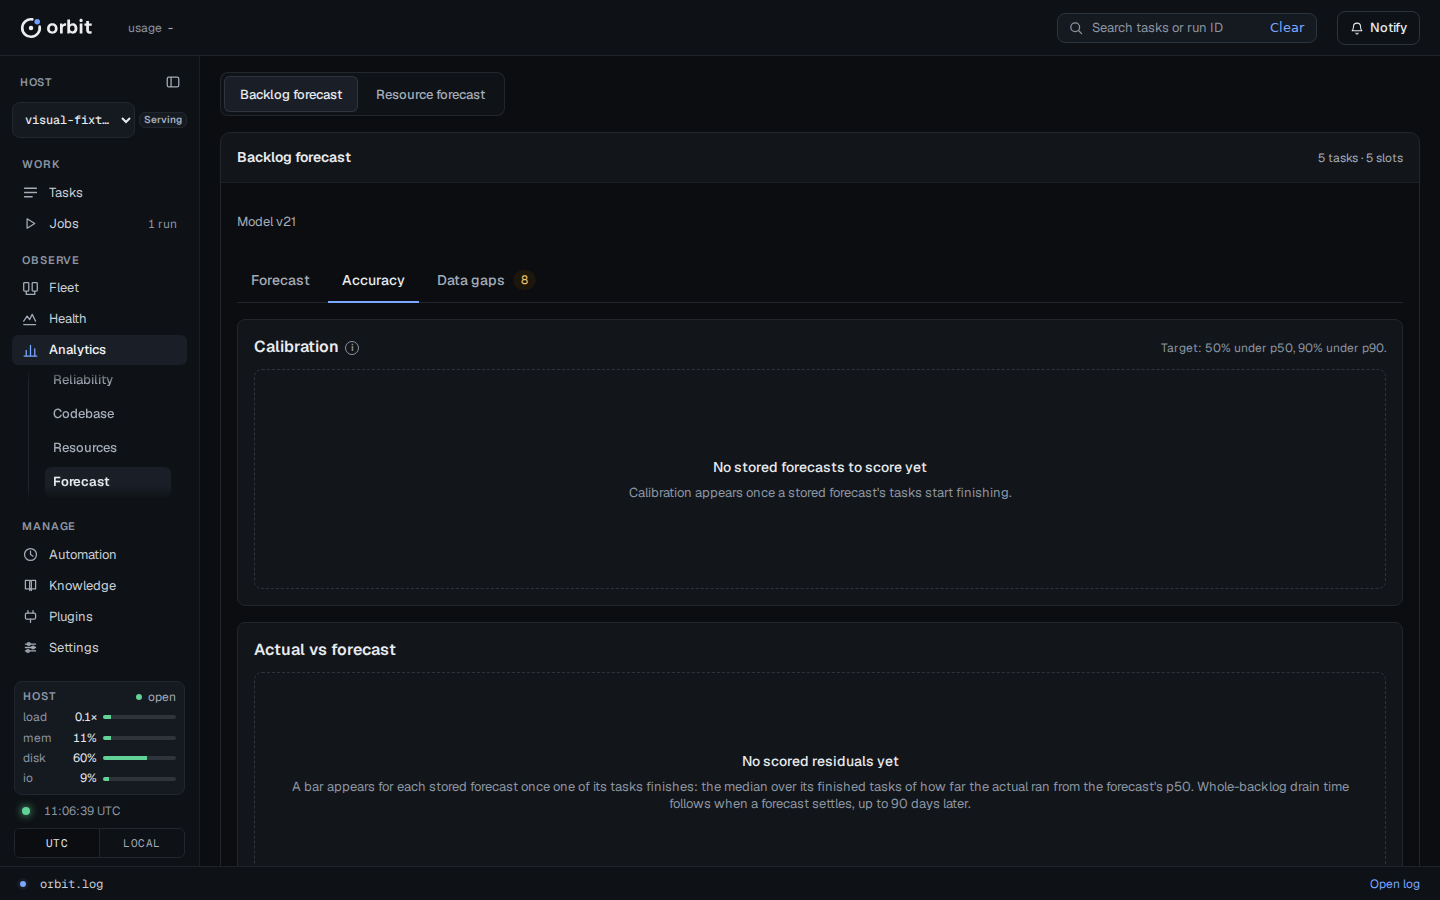 orbit
usage -
Search tasks or run ID
Clear
Notify
HOST
visual-fixt…
Serving
WORK
Tasks
Jobs
1 run
OBSERVE
Fleet
Health
Analytics
Reliability
Codebase
Resources
Forecast
MANAGE
Automation
Knowledge
Plugins
Settings
HOST
open
load 0.1×
mem 11%
disk 60%
io 9%
11:06:39 UTC
UTC
LOCAL
Backlog forecast
Resource forecast
Backlog forecast
5 tasks · 5 slots
Model v21
Forecast
Accuracy
Data gaps 8
Calibration
Target: 50% under p50, 90% under p90.
No stored forecasts to score yet
Calibration appears once a stored forecast's tasks start finishing.
Actual vs forecast
No scored residuals yet
A bar appears for each stored forecast once one of its tasks finishes: the median over its finished tasks of how far the actual ran from the forecast's p50. Whole-backlog drain time
follows when a forecast settles, up to 90 days later.
orbit.log
Open log